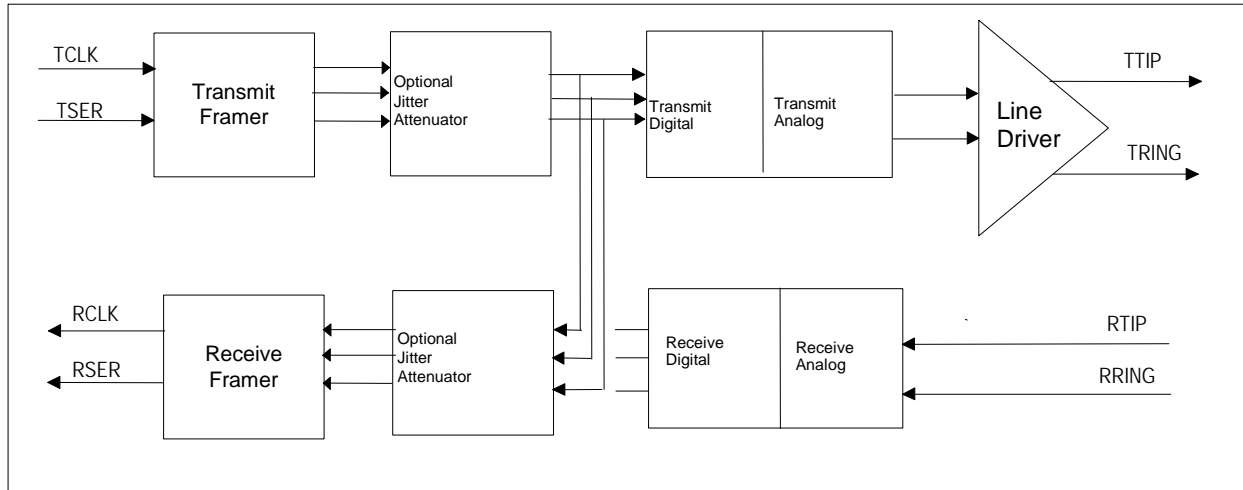 TCLK
TSER
Transmit
Framer
Optional
Jitter
Attenuator
Transmit
Digital
Transmit
Analog
Line
Driver
TTIP
TRING
RCLK
RSER
Receive
Framer
Optional
Jitter
Attenuator
Receive
Digital
Receive
Analog
RTIP
RRING